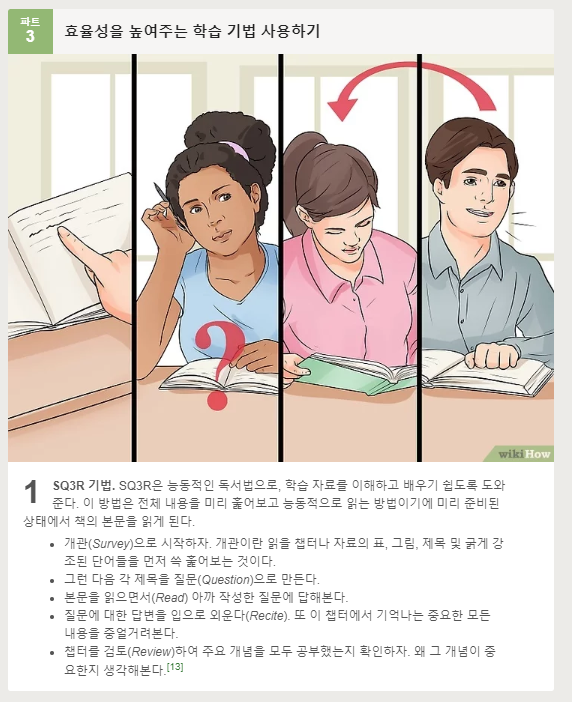 파트
3
효율성을 높여주는 학습 기법 사용하기
?
wikiHow
1
SQ3R 기법. SQ3R은 능동적인 독서법으로, 학습 자료를 이해하고 배우기 쉽도록 도와
준다. 이 방법은 전체 내용을 미리 훑어보고 능동적으로 읽는 방법이기에 미리 준비된
상태에서 책의 본문을 읽게 된다.
• 개관(Survey)으로 시작하자. 개관이란 읽을 챕터나 자료의 표, 그림, 제목 및 굵게 강
조된 단어들을 먼저 쓱 훑어보는 것이다.
• 그런 다음 각 제목을 질문(Question)으로 만든다.
• 본문을 읽으면서(Read) 아까 작성한 질문에 답해본다.
• 질문에 대한 답변을 입으로 외운다(Recite). 또 이 챕터에서 기억나는 중요한 모든
내용을 중얼거려본다.
• 챕터를 검토(Review)하여 주요 개념을 모두 공부했는지 확인하자. 왜 그 개념이 중
요한지 생각해본다.[13]